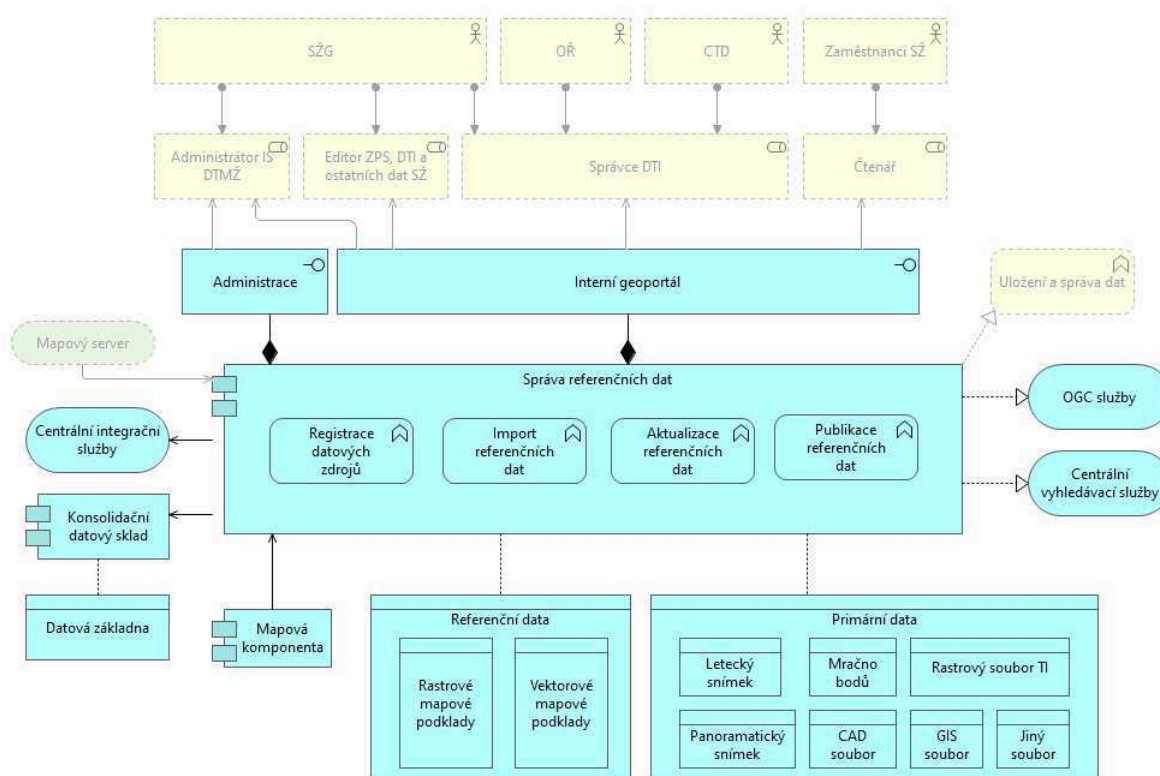 SŽG
OŘ
CTD
Zaměstnanci SŽ
Administrátor IS
DTMŽ
Editor ZPS, DTI a
ostatních dat SŽ
Správce DTI
Čtenář
Administrace
Interní geoportál
Uložení a správa dat
Mapový server
Správa referenčních dat
OGC služby
Centrální integrační
služby
Registrace
datových
zdrojů
Import
referenčních
dat
Aktualizace
referenčních
dat
Publikace
referenčních
dat
Centrální
vyhledávací služby
Konsolidační
datový sklad
Datová základna
Mapová
komponenta
Referenční data
Rastrové
mapové
podklady
Vektorové
mapové
podklady
Primární data
Letecký
snímek
Mračno
bodů
Rastrový soubor TI
Panoramatický
snímek
CAD
soubor
GIS
soubor
Jiný
soubor